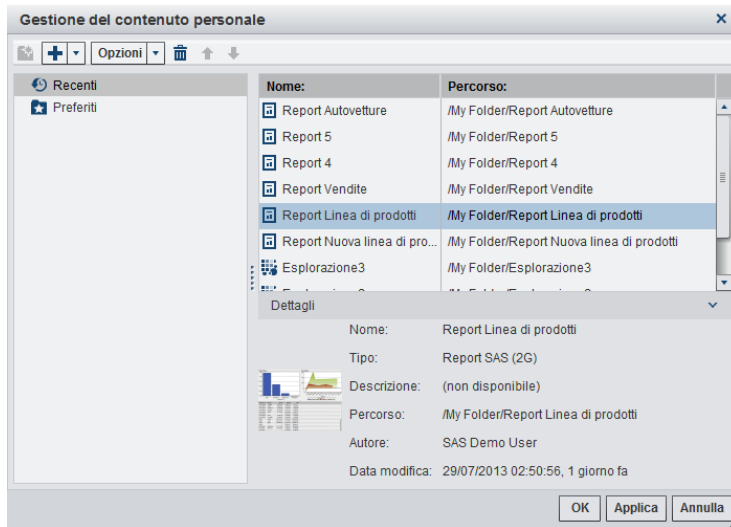 Gestione del contenuto personale
Opzioni
Recenti
Preferiti
Nome: Percorso:
Report Autovetture /My Folder/Report Autovetture
Report 5 /My Folder/Report 5
Report 4 /My Folder/Report 4
Report Vendite /My Folder/Report Vendite
Report Linea di prodotti /My Folder/Report Linea di prodotti
Report Nuova linea di pro... /My Folder/Report Nuova linea di prodotti
Esplorazione3 /My Folder/Esplorazione3
Dettagli
Nome: Report Linea di prodotti
Tipo: Report SAS (2G)
Descrizione: (non disponibile)
Percorso: /My Folder/Report Linea di prodotti
Autore: SAS Demo User
Data modifica: 29/07/2013 02:50:56, 1 giorno fa
OK Applica Annulla